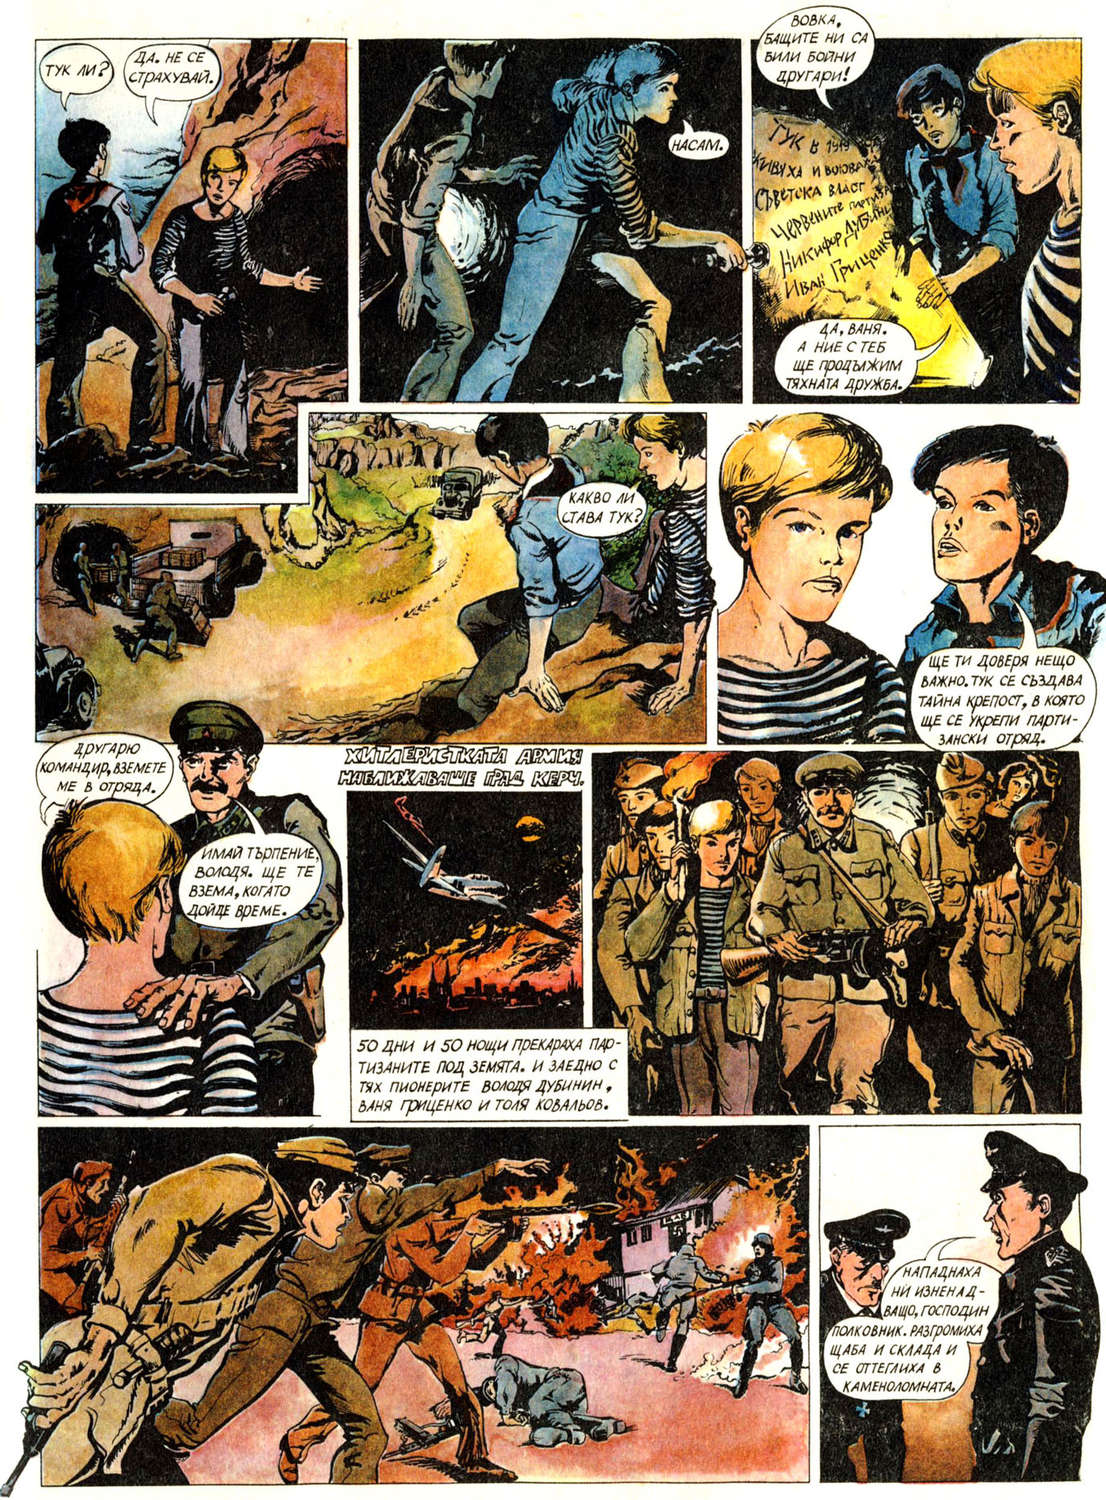 ТУК ЛИ?
ДА. НЕ СЕ
СТРАХУВАЙ.
НАСАМ.
ВОВКА,
БАЩИТЕ НИ СА
БИЛИ БОЙНИ
ДРУГАРИ!
ТУК В 1919
ЖИВЯХА И ВОЮВАХА
СЪВЕТСКА ВЛАСТ
ЧЕРВЕНИТЕ
НИКИФОР ДУБИНИН
ИВАН ГРИЦЕНКО
ДА, ВАНЯ.
А НИЕ С ТЕБ
ЩЕ ПРОДЪЛЖИМ
ТЯХНАТА ДРУЖБА.
КАКВО ЛИ
СТАВА ТУК?
ЩЕ ТИ ДОВЕРЯ НЕЩО
ВАЖНО. ТУК СЕ СЪЗДАВА
ТАЙНА КРЕПОСТ, В КОЯТО
ЩЕ СЕ УКРЕПИ ПАРТИ-
ЗАНСКИ ОТРЯД.
ДРУГАРЮ
КОМАНДИР, ВЗЕМЕТЕ
МЕ В ОТРЯДА.
ИМАЙ ТЪРПЕНИЕ,
ВОЛОДЯ. ЩЕ ТЕ
ВЗЕМА, КОГАТО
ДОЙДЕ ВРЕМЕ.
ХИТЛЕРИСТКАТА АРМИЯ
НАБЛИЖАВАШЕ ГРАД КЕРЧ.
50 ДНИ И 50 НОЩИ ПРЕКАРАХА ПАР-
ТИЗАНИТЕ ПОД ЗЕМЯТА. И ЗАЕДНО С
ТЯХ ПИОНЕРИТЕ ВОЛОДЯ ДУБИНИН,
ВАНЯ ГРИЦЕНКО И ТОЛЯ КОВАЛЬОВ.
НАПАДНАХА
НИ ИЗНЕНАД-
ВАЩО, ГОСПОДИН
ПОЛКОВНИК. РАЗГРОМИХА
ЩАБА И СКЛАДА И
СЕ ОТТЕГЛИХА В
КАМЕНОЛОМНАТА.